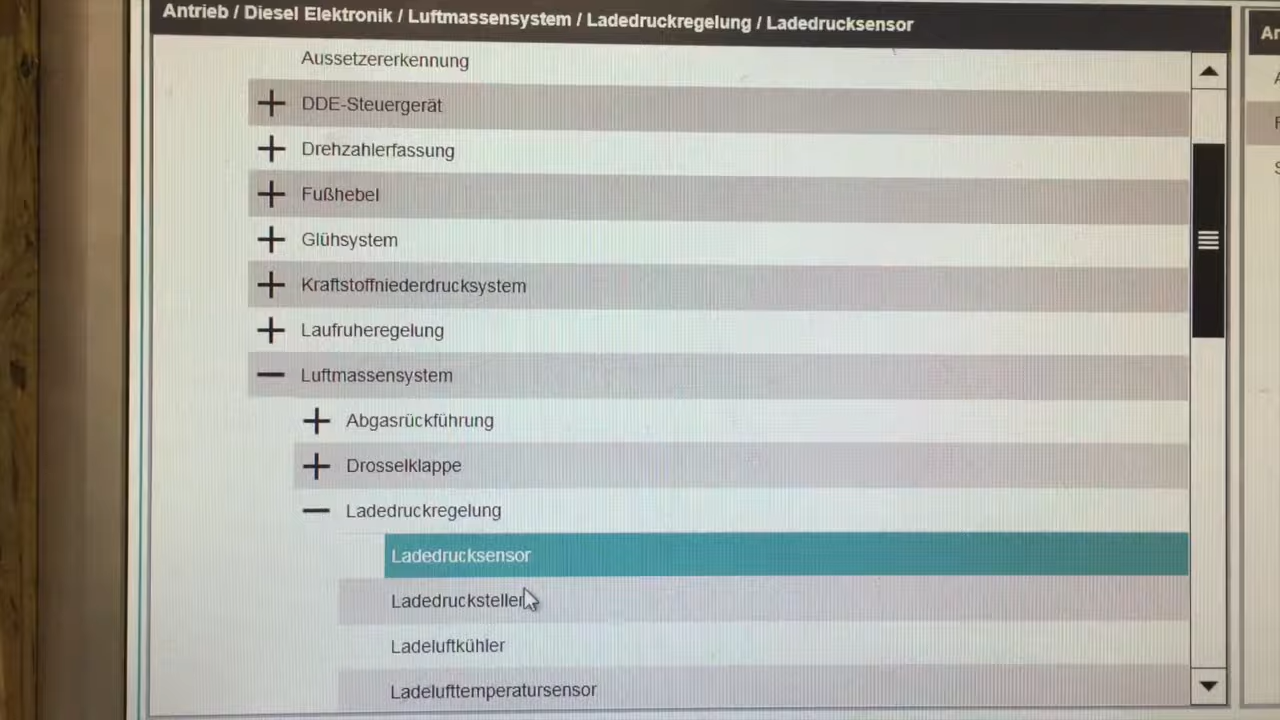 Antrieb / Diesel Elektronik / Luftmassensystem / Ladedruckregelung / Ladedrucksensor
Aussetzererkennung
DDE-Steuergerät
Drehzahlerfassung
Fußhebel
Glühsystem
Kraftstoffniederdrucksystem
Laufruheregelung
Luftmassensystem
Abgasrückführung
Drosselklappe
Ladedruckregelung
Ladedrucksensor
Ladedrucksteller
Ladeluftkühler
Ladelufttemperatursensor